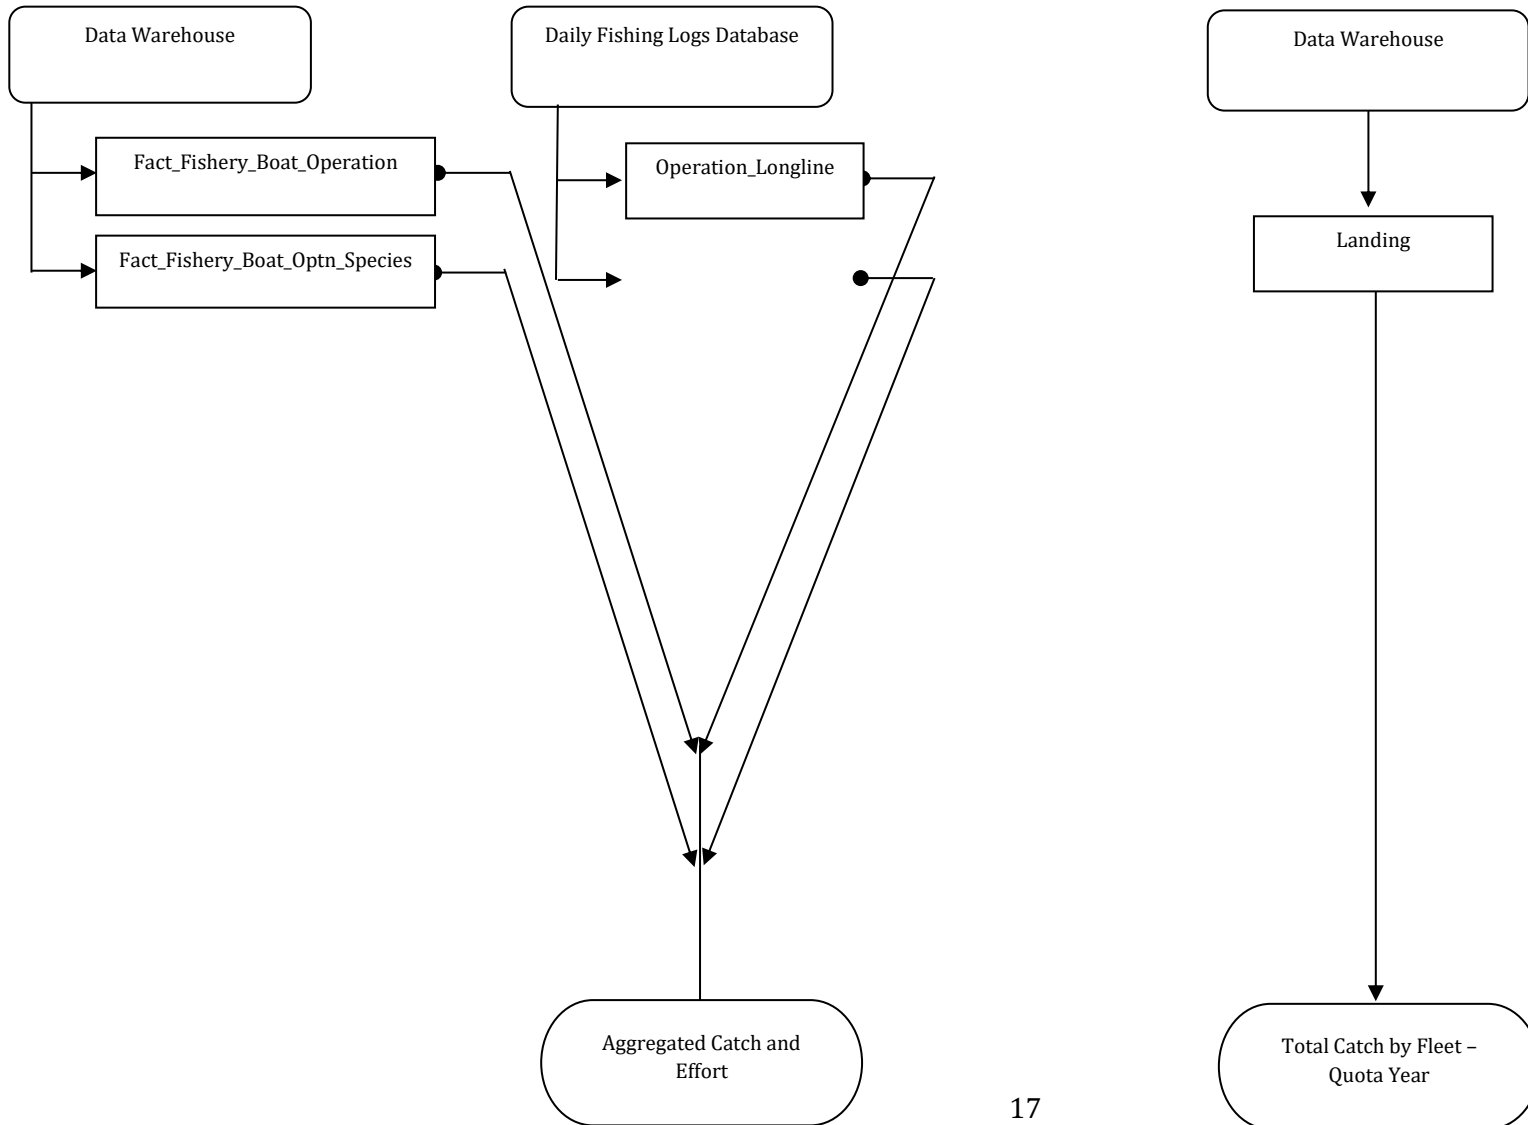 Data Warehouse
Daily Fishing Logs Database
Data Warehouse
Fact_Fishery_Boat_Operation
Operation_Longline
Fact_Fishery_Boat_Optn_Species
Landing
Aggregated Catch and
Effort
Total Catch by Fleet –
Quota Year
17